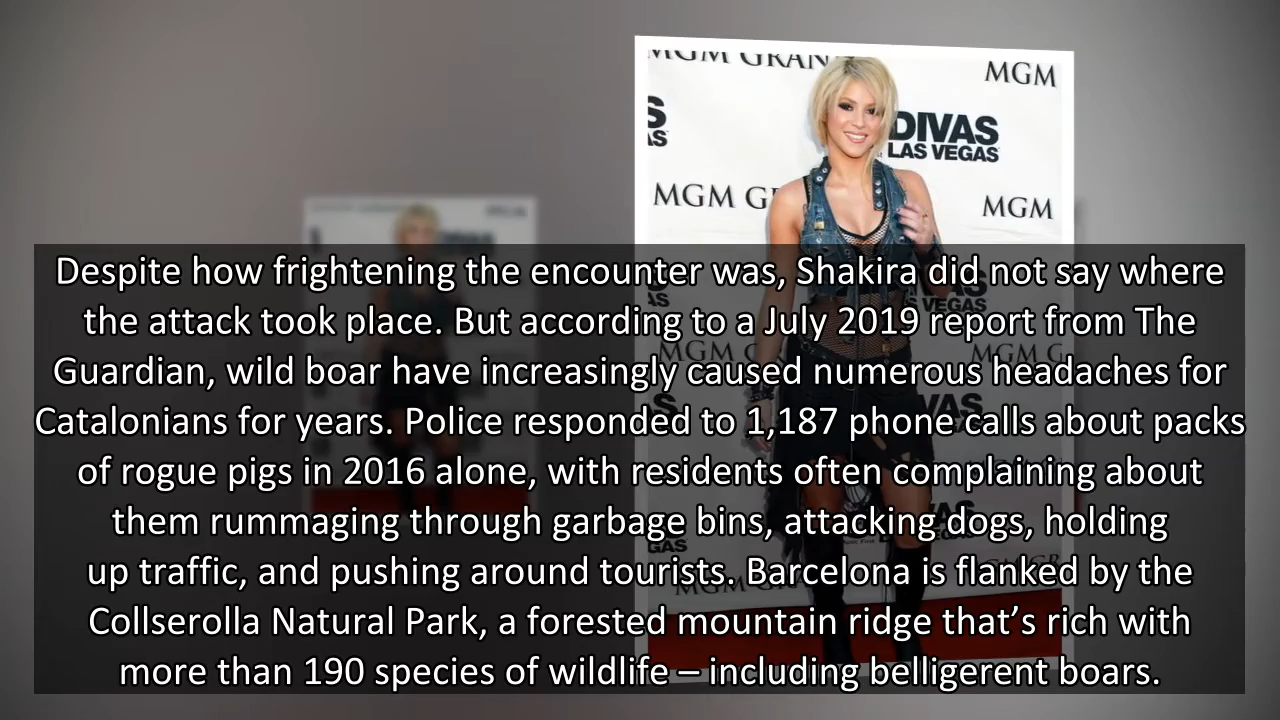 MGM GRAN
MGM
S
AS
DIVAS
LAS VEGAS
MGM G
MGM
Despite how frightening the encounter was, Shakira did not say where
the attack took place. But according to a July 2019 report from The
Guardian, wild boar have increasingly caused numerous headaches for
Catalonians for years. Police responded to 1,187 phone calls about packs
of rogue pigs in 2016 alone, with residents often complaining about
them rummaging through garbage bins, attacking dogs, holding
up traffic, and pushing around tourists. Barcelona is flanked by the
Collserolla Natural Park, a forested mountain ridge that’s rich with
more than 190 species of wildlife – including belligerent boars.